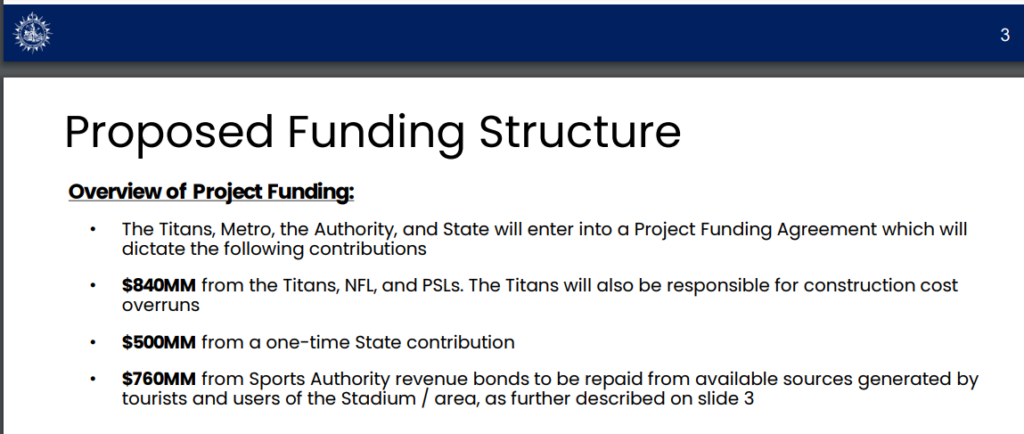 3
Proposed Funding Structure
Overview of Project Funding:
• The Titans, Metro, the Authority, and State will enter into a Project Funding Agreement which will
dictate the following contributions
• $840MM from the Titans, NFL, and PSLs. The Titans will also be responsible for construction cost
overruns
• $500MM from a one-time State contribution
• $760MM from Sports Authority revenue bonds to be repaid from available sources generated by
tourists and users of the Stadium / area, as further described on slide 3